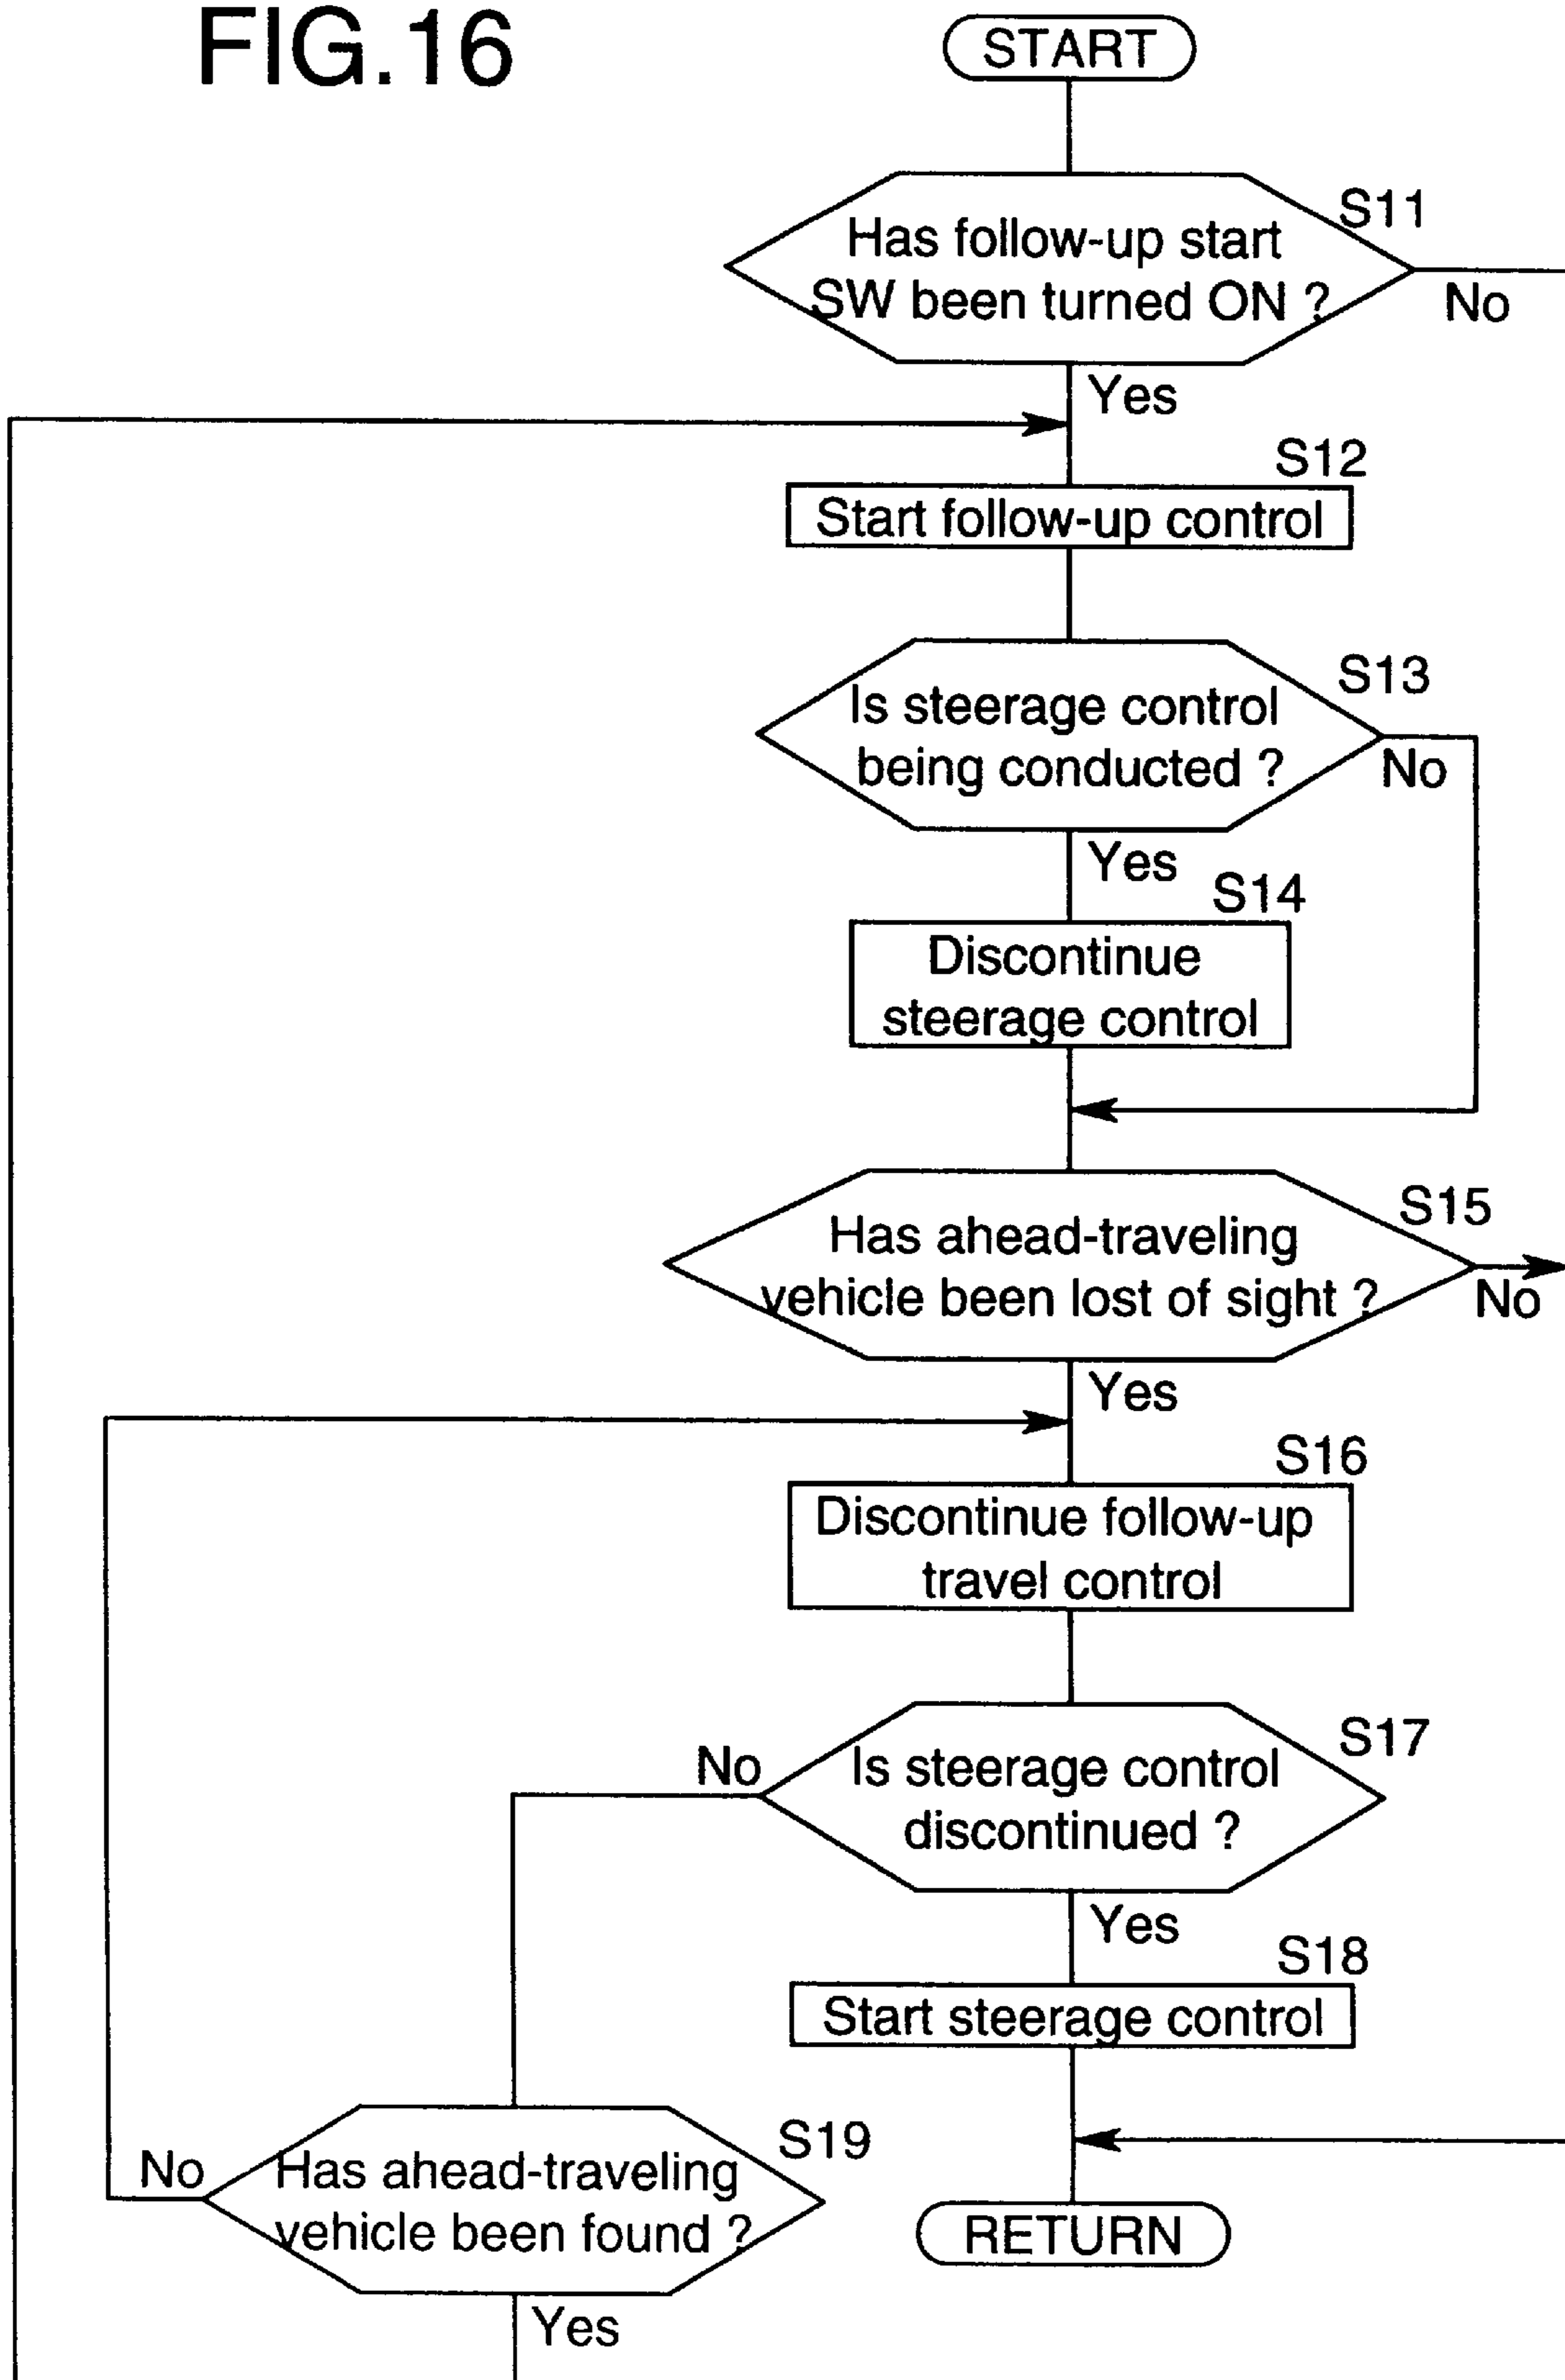 FIG.16
START
S11
Has follow-up start
SW been turned ON ?
No
Yes
S12
Start follow-up control
S13
Is steerage control
being conducted ?
No
Yes
S14
Discontinue
steerage control
S15
Has ahead-traveling
vehicle been lost of sight ?
No
Yes
S16
Discontinue follow-up
travel control
S17
No
Is steerage control
discontinued ?
Yes
S18
Start steerage control
S19
No
Has ahead-traveling
vehicle been found ?
RETURN
Yes